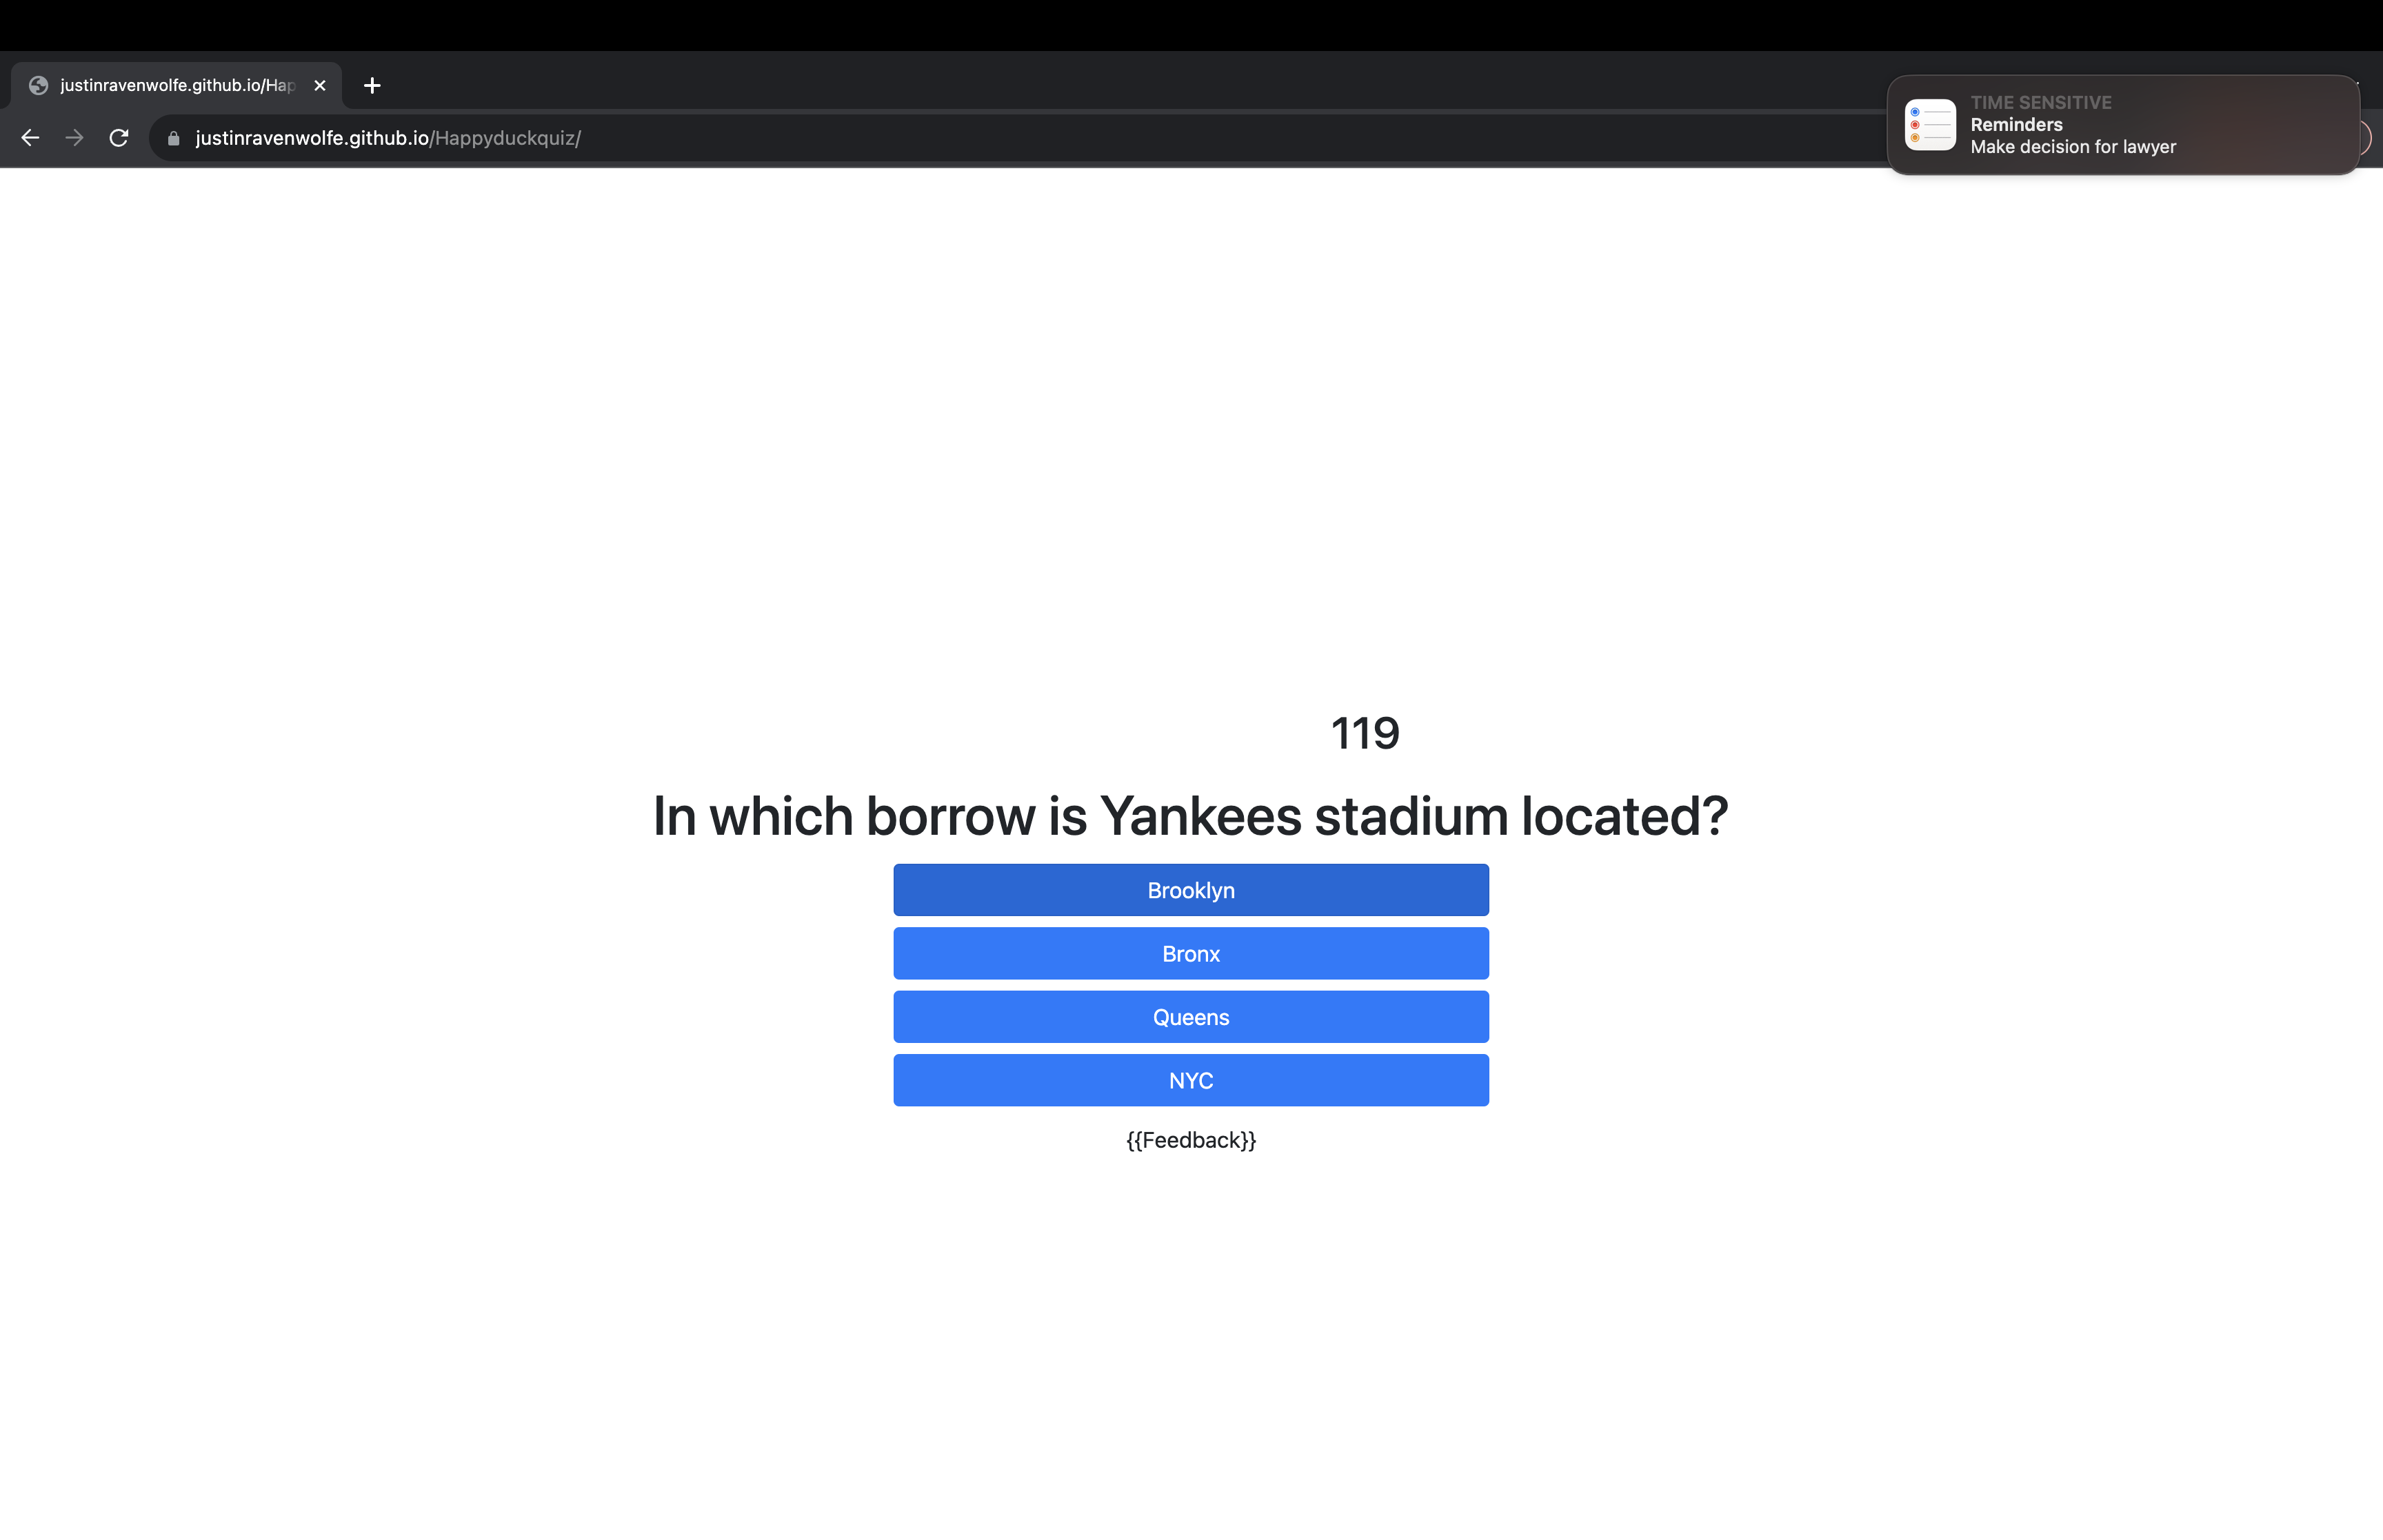 justinravenwolfe.github.io/Hap
justinravenwolfe.github.io/Happyduckquiz/
TIME SENSITIVE
Reminders
Make decision for lawyer
119
In which borrow is Yankees stadium located?
Brooklyn
Bronx
Queens
NYC
{{Feedback}}